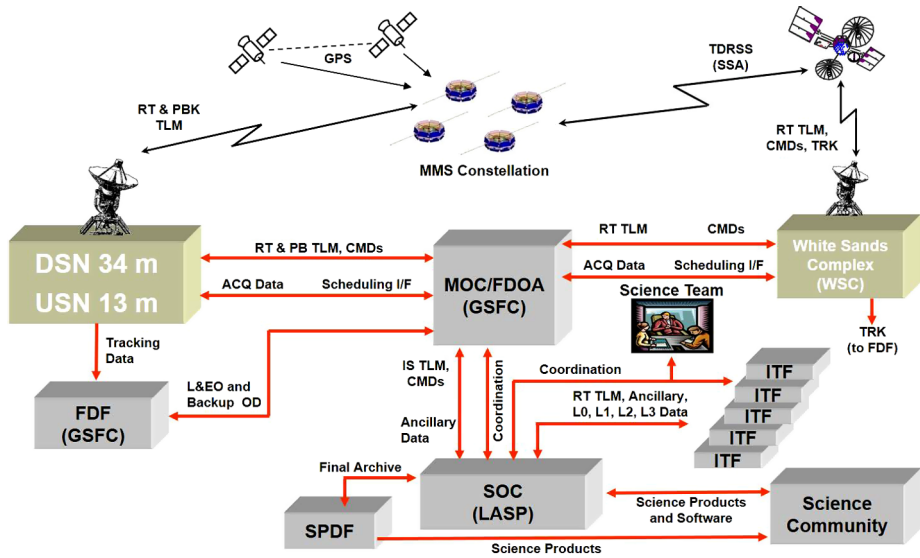 GPS
TDRSS
(SSA)
RT & PBK
TLM
RT TLM,
CMDs, TRK
MMS Constellation
DSN 34 m
USN 13 m
RT & PB TLM, CMDs
ACQ Data Scheduling I/F
MOC/FDOA
(GSFC)
RT TLM CMDs
ACQ Data Scheduling I/F
White Sands
Complex
(WSC)
Science Team
TRK
(to FDF)
Tracking
Data
FDF
(GSFC)
L&EO and
Backup OD
IS TLM,
CMDs
Ancillary
Data
Coordination
Coordination
RT TLM, Ancillary,
L0, L1, L2, L3 Data
ITF
ITF
ITF
ITF
ITF
Final Archive
SPDF
SOC
(LASP)
Science Products
and Software
Science
Community
Science Products